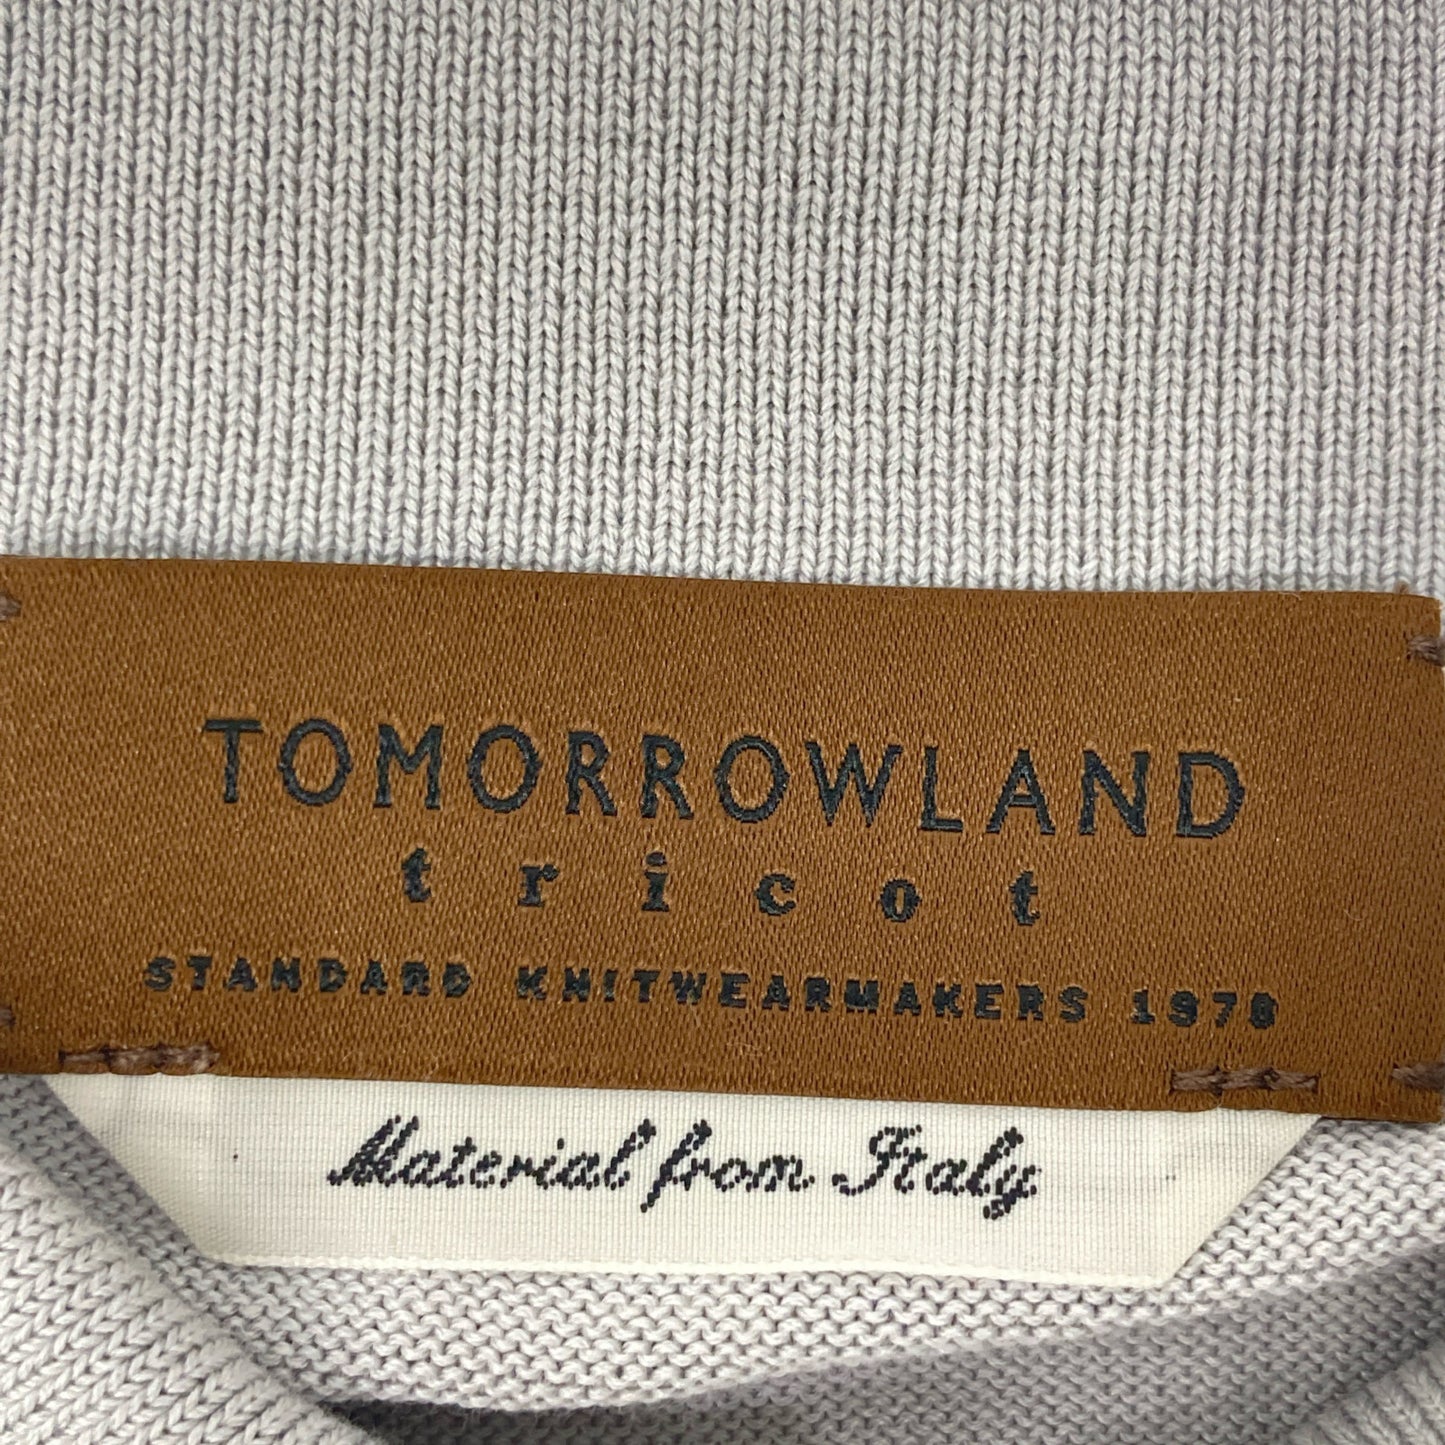 TOMORROWLAND
tricot
STANDARD KNITWEARMAKERS 1978
Material from Italy